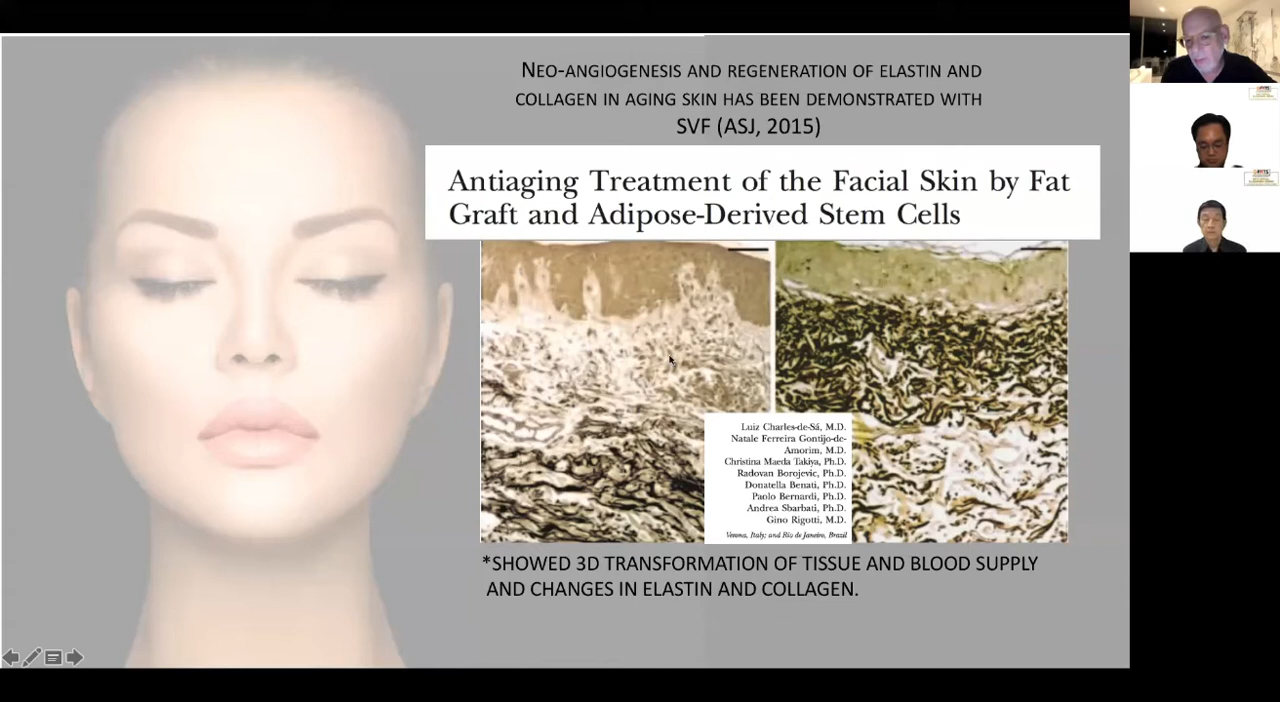 NEO-ANGIOGENESIS AND REGENERATION OF ELASTIN AND
COLLAGEN IN AGING SKIN HAS BEEN DEMONSTRATED WITH
SVF (ASJ, 2015)
Antiaging Treatment of the Facial Skin by Fat
Graft and Adipose-Derived Stem Cells
Luiz Charles-de-Sá, M.D.
Natale Ferreira Gontijo-de-
Amorim, M.D.
Christina Maeda Takiya, Ph.D.
Radovan Borojevic, Ph.D.
Donatella Benati, Ph.D.
Paolo Bernardi, Ph.D.
Andrea Sbarbati, Ph.D.
Gino Rigotti, M.D.
Verona, Italy; and Rio de Janeiro, Brazil
*SHOWED 3D TRANSFORMATION OF TISSUE AND BLOOD SUPPLY
AND CHANGES IN ELASTIN AND COLLAGEN.